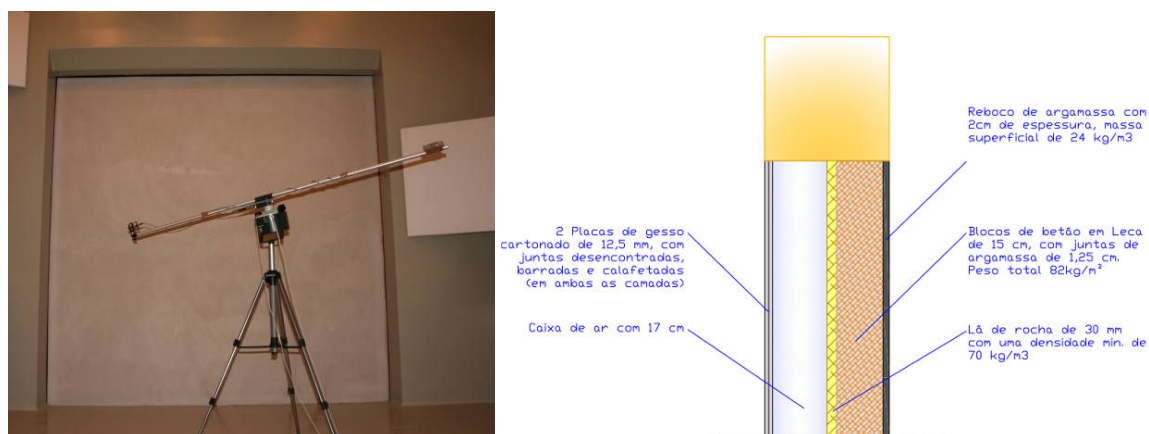 2 Placas de gesso
cartonado de 12,5 mm, com
juntas desencontradas,
barradas e calafetadas
(em ambas as camadas)
Caixa de ar com 17 cm
Reboco de argamassa com
2cm de espessura, massa
superficial de 24 kg/m3
Blocos de betão em Leca
de 15 cm, com juntas de
argamassa de 1,25 cm.
Peso total 82kg/m²
Lã de rocha de 30 mm
com uma densidade min. de
70 kg/m3